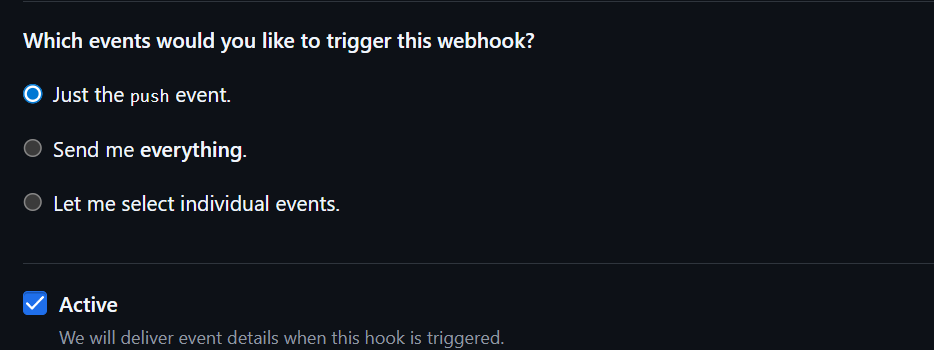 Which events would you like to trigger this webhook?
Just the push event.
Send me everything.
Let me select individual events.
Active
We will deliver event details when this hook is triggered.